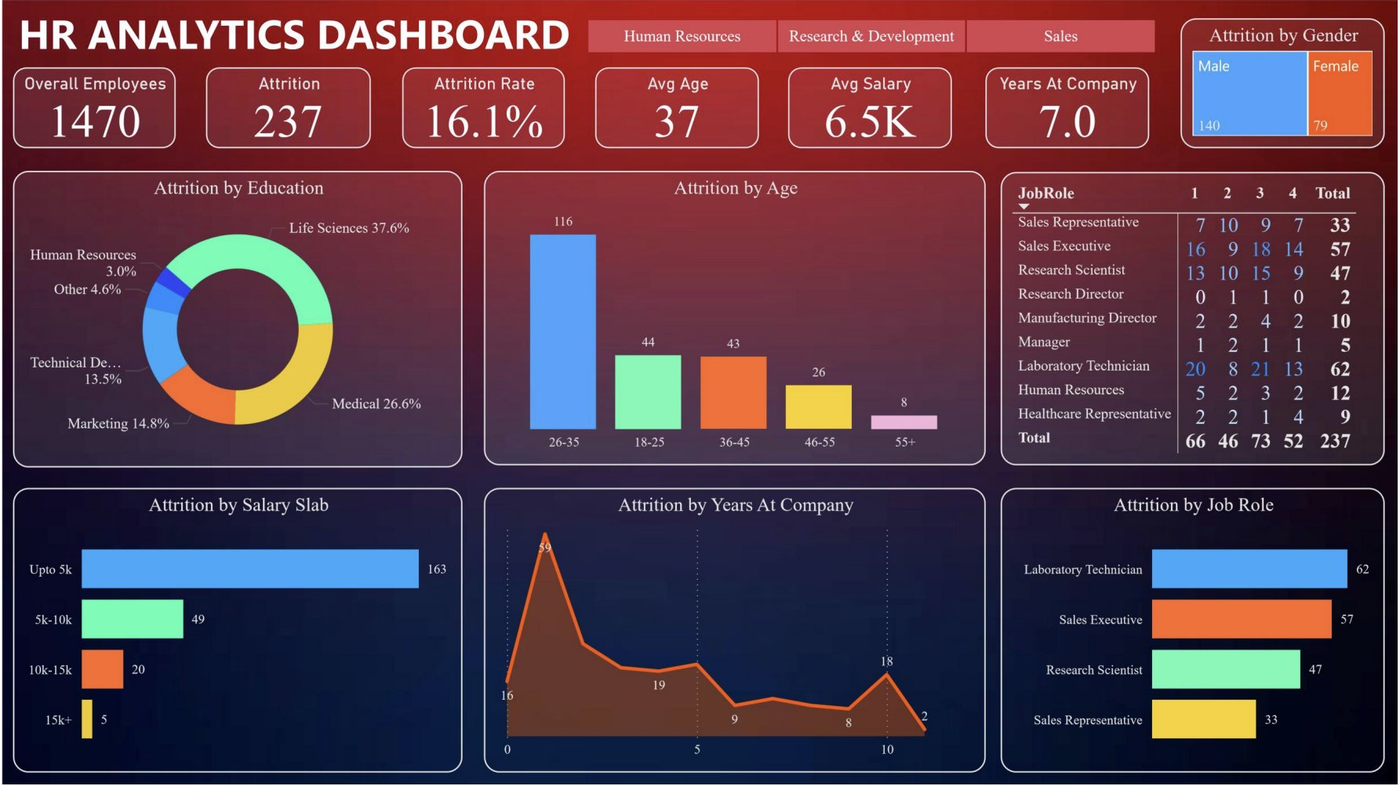 HR ANALYTICS DASHBOARD
Human Resources
Research & Development
Sales
Attrition by Gender
Male
Female
140
79
Overall Employees
1470
Attrition
237
Attrition Rate
16.1%
Avg Age
37
Avg Salary
6.5K
Years At Company
7.0
Attrition by Education
Life Sciences 37.6%
Human Resources
3.0%
Other 4.6%
Technical De...
13.5%
Marketing 14.8%
Medical 26.6%
Attrition by Age
116
44
43
26
8
26-35 18-25 36-45 46-55 55+
JobRole 1 2 3 4 Total
Sales Representative 7 10 9 7 33
Sales Executive 16 9 18 14 57
Research Scientist 13 10 15 9 47
Research Director 0 1 1 0 2
Manufacturing Director 2 2 4 2 10
Manager 1 2 1 1 5
Laboratory Technician 20 8 21 13 62
Human Resources 5 2 3 2 12
Healthcare Representative 2 2 1 4 9
Total 66 46 73 52 237
Attrition by Salary Slab
Upto 5k 163
5k-10k 49
10k-15k 20
15k+ 5
Attrition by Years At Company
59
16
19
9
8
18
2
0 5 10
Attrition by Job Role
Laboratory Technician 62
Sales Executive 57
Research Scientist 47
Sales Representative 33